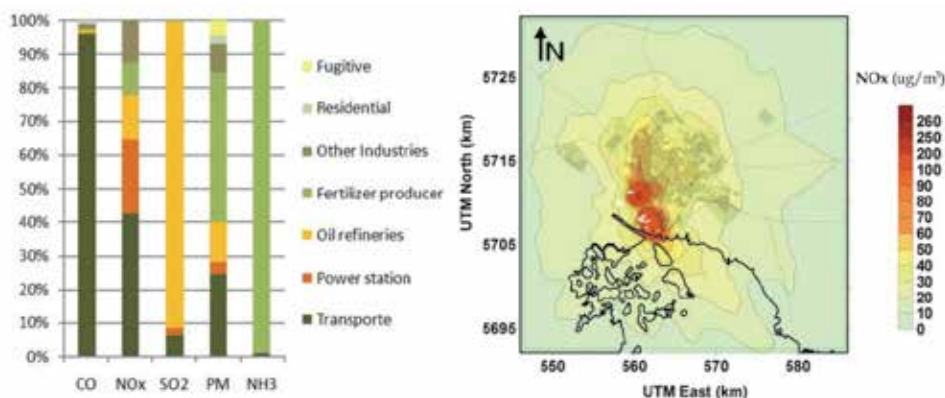 100%
90%
80%
70%
60%
50%
40%
30%
20%
10%
0%
CO NOx SO2 PM NH3
Fugitive
Residential
Other Industries
Fertilizer producer
Oil refineries
Power station
Transporte
N
UTM North (km)
5725
5715
5705
5695
550 560 570 580
UTM East (km)
NOx (ug/m³)
260
200
100
90
80
70
60
50
40
30
20
10
0